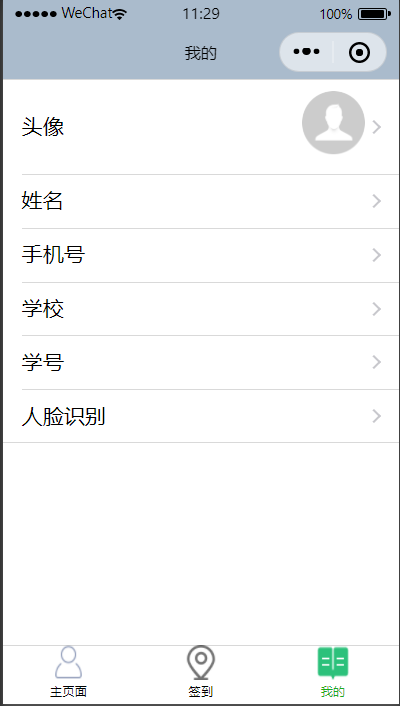 WeChat 11:29 100%
我的
头像
姓名
手机号
学校
学号
人脸识别
主页面 签到 我的